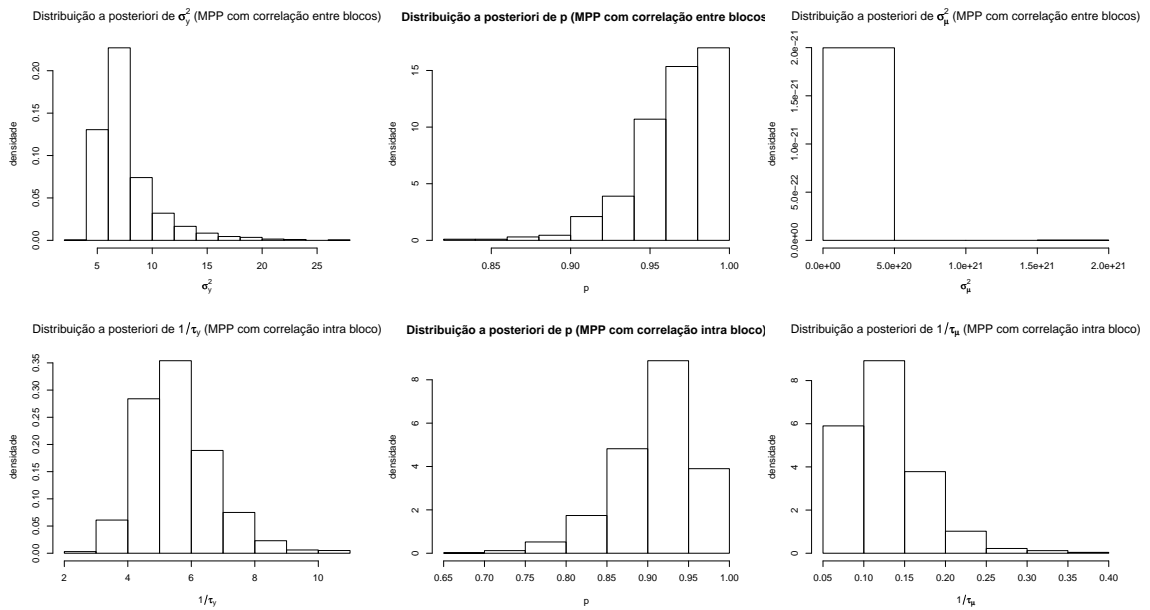 Distribuição a posteriori de σ²y (MPP com correlação entre blocos)
densidade
0.00 0.05 0.10 0.15 0.20
5 10 15 20 25
σ²y
Distribuição a posteriori de p (MPP com correlação entre blocos
densidade
0 5 10 15
0.85 0.90 0.95 1.00
p
Distribuição a posteriori de σ²μ (MPP com correlação entre blocos)
densidade
0.0e+00 5.0e−22 1.0e−21 1.5e−21 2.0e−21
0.0e+00 5.0e+20 1.0e+21 1.5e+21 2.0e+21
σ²μ
Distribuição a posteriori de 1/τy (MPP com correlação intra bloco)
densidade
0.00 0.05 0.10 0.15 0.20 0.25 0.30 0.35
2 4 6 8 10
1/τy
Distribuição a posteriori de p (MPP com correlação intra bloco)
densidade
0 2 4 6 8
0.65 0.70 0.75 0.80 0.85 0.90 0.95 1.00
p
Distribuição a posteriori de 1/τμ (MPP com correlação intra bloco)
densidade
0 2 4 6 8
0.05 0.10 0.15 0.20 0.25 0.30 0.35 0.40
1/τμ